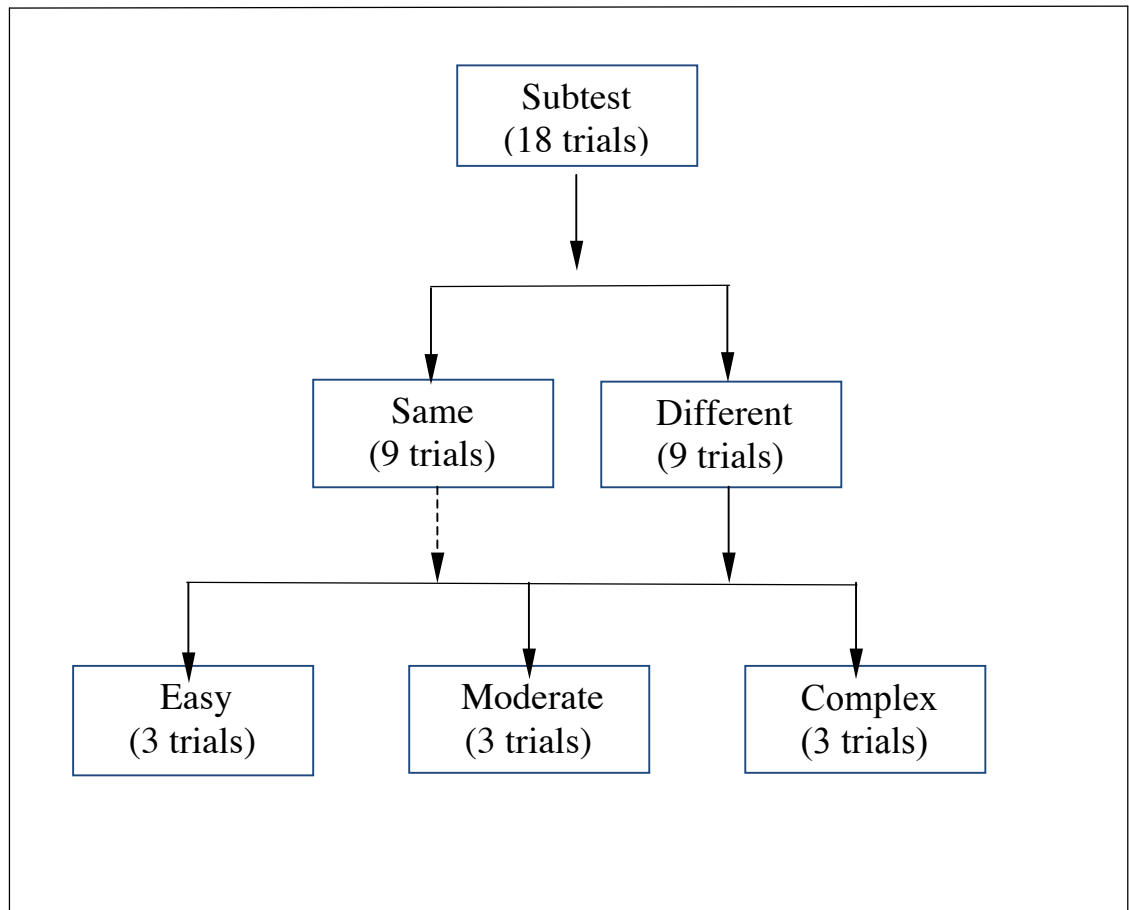 Subtest
(18 trials)
Same
(9 trials)
Different
(9 trials)
Easy
(3 trials)
Moderate
(3 trials)
Complex
(3 trials)